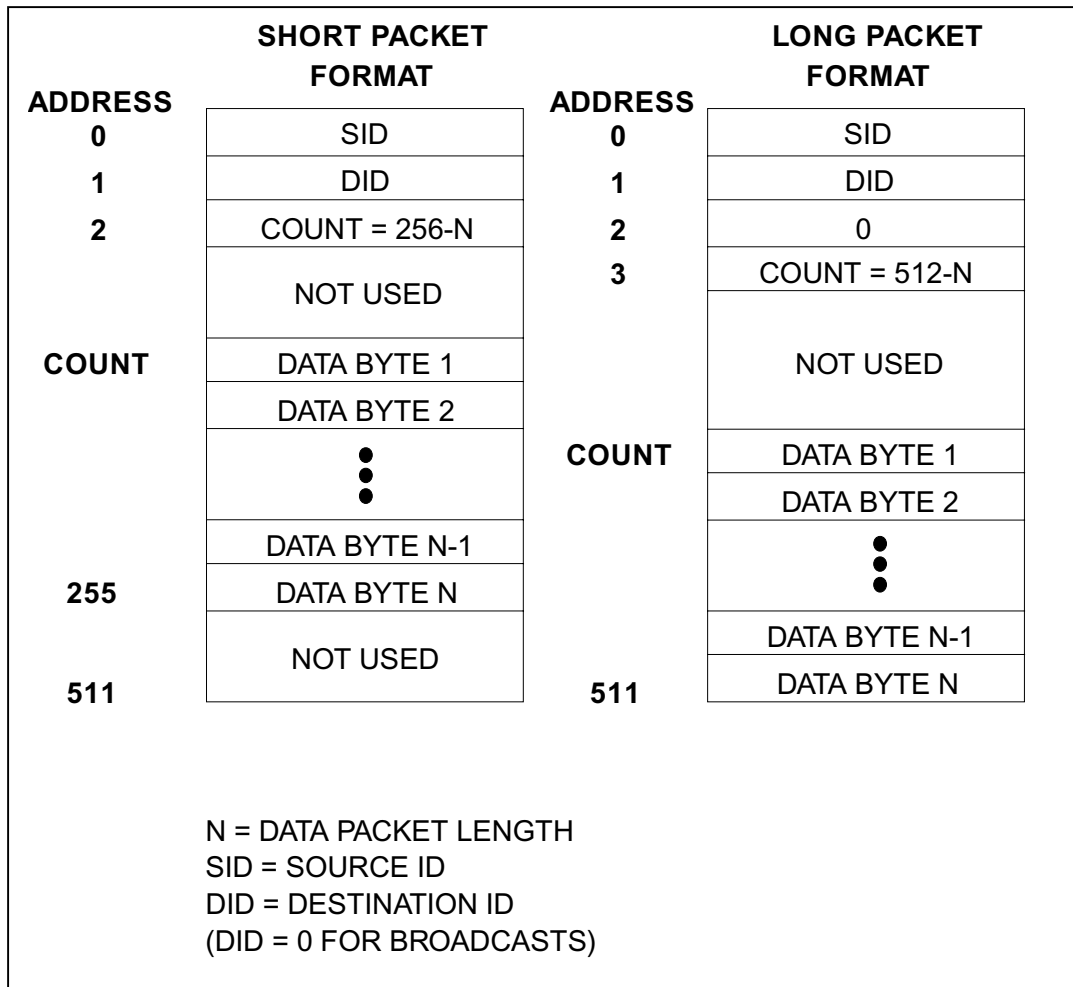 SHORT PACKET
FORMAT
ADDRESS
0 SID
1 DID
2 COUNT = 256-N
NOT USED
COUNT DATA BYTE 1
DATA BYTE 2
DATA BYTE N-1
255 DATA BYTE N
NOT USED
511
LONG PACKET
FORMAT
ADDRESS
0 SID
1 DID
2 0
3 COUNT = 512-N
NOT USED
COUNT DATA BYTE 1
DATA BYTE 2
DATA BYTE N-1
511 DATA BYTE N
N = DATA PACKET LENGTH
SID = SOURCE ID
DID = DESTINATION ID
(DID = 0 FOR BROADCASTS)